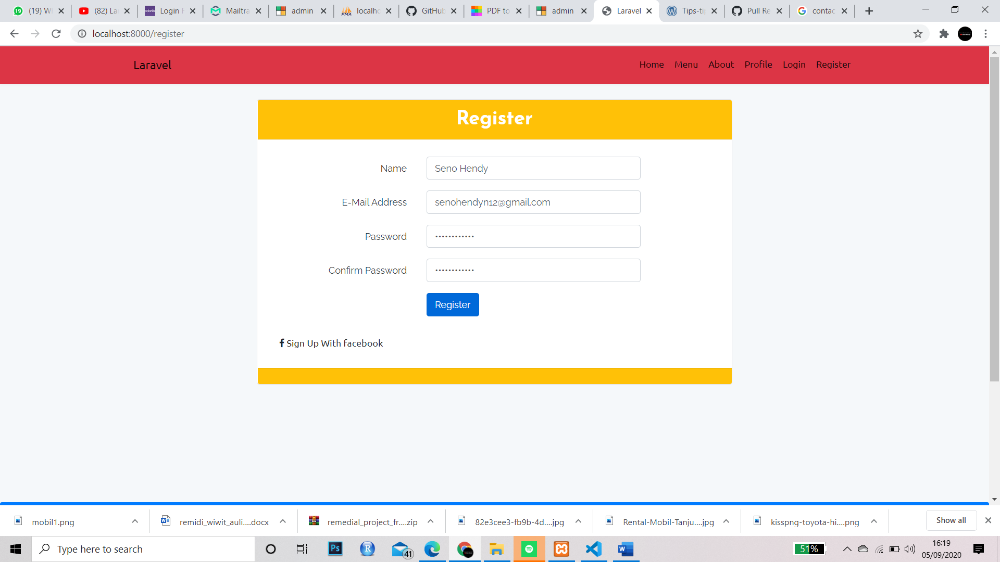 (19) W
(82) La
Login F
Mailtra
admin
localho
GitHub
PDF to
admin
Laravel
Tips-tip
Pull Re
contac
localhost:8000/register
Laravel
Home Menu About Profile Login Register
Register
Name
Seno Hendy
E-Mail Address
senohendyn12@gmail.com
Password
••••••••••••
Confirm Password
••••••••••••
Register
Sign Up With facebook
mobil1.png
remidi_wiwit_auli....docx
remedial_project_fr....zip
82e3cee3-fb9b-4d....jpg
Rental-Mobil-Tanju....jpg
kisspng-toyota-hi....png
Show all
Type here to search
Ps
R
41
W
51%
16:19
05/09/2020